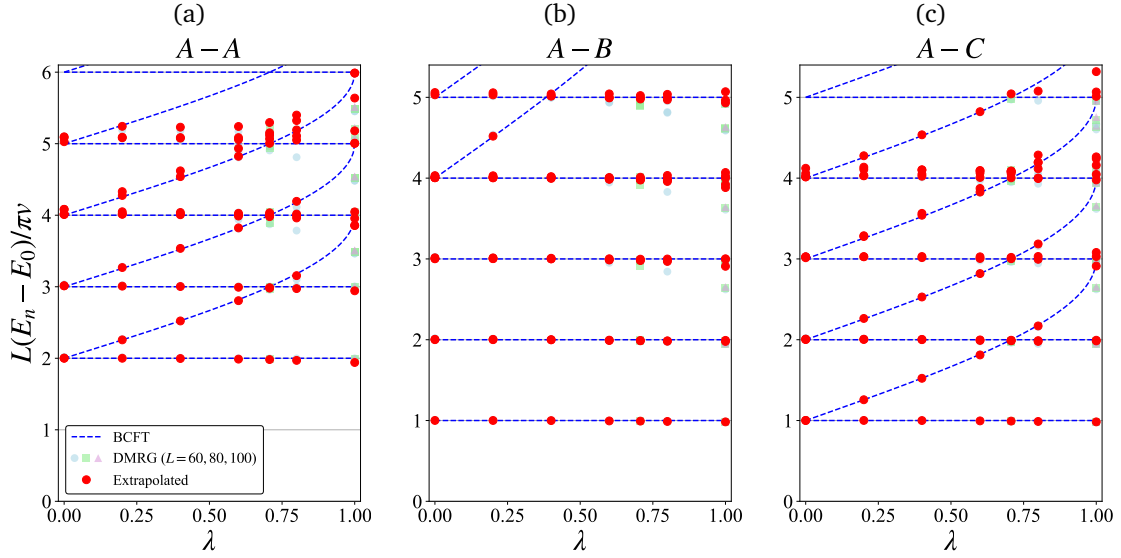 (a)
(b)
(c)
A − A
A − B
A − C
L(Eₙ − E₀)/πv
6
5
4
3
2
1
0
BCFT
DMRG (L = 60, 80, 100)
Extrapolated
0.00 0.25 0.50 0.75 1.00
λ
5
4
3
2
1
0
0.00 0.25 0.50 0.75 1.00
λ
5
4
3
2
1
0
0.00 0.25 0.50 0.75 1.00
λ